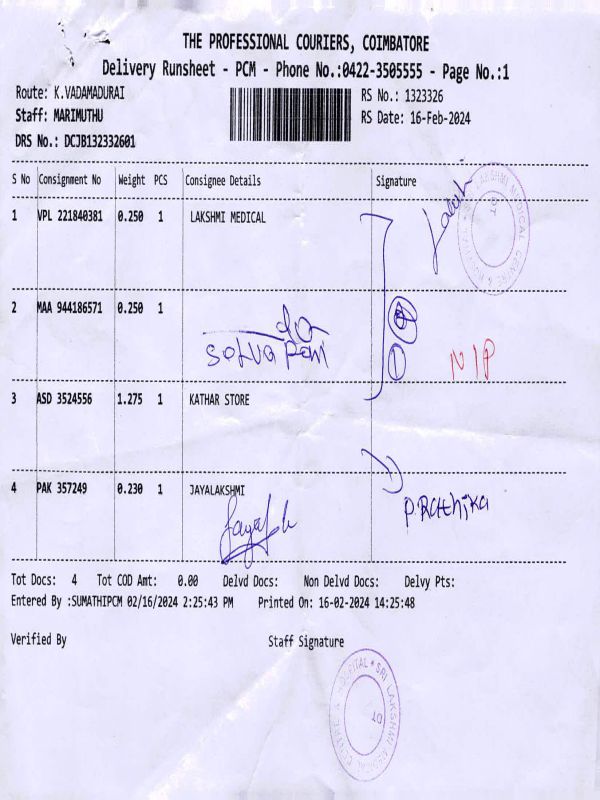 THE PROFESSIONAL COURIERS, COIMBATORE
Delivery Runsheet - PCM - Phone No.:0422-3505555 - Page No.:1
Route: K.VADAMADURAI
RS No.: 1323326
Staff: MARIMUTHU
RS Date: 16-Feb-2024
DRS No.: DCJB132332601
S No Consignment No Weight PCS Consignee Details Signature
1 VPL 221840381 0.250 1 LAKSHMI MEDICAL
2 MAA 944186571 0.250 1
N/P
3 ASD 3524556 1.275 1 KATHAR STORE
4 PAK 357249 0.230 1 JAYALAKSHMI
Tot Docs: 4 Tot COD Amt: 0.00 Delvd Docs: Non Delvd Docs: Delvy Pts:
Entered By :SUMATHIPCM 02/16/2024 2:25:43 PM Printed On: 16-02-2024 14:25:48
Verified By Staff Signature
SRI LAKSHMI MEDICAL CENTRE & HOSPITAL